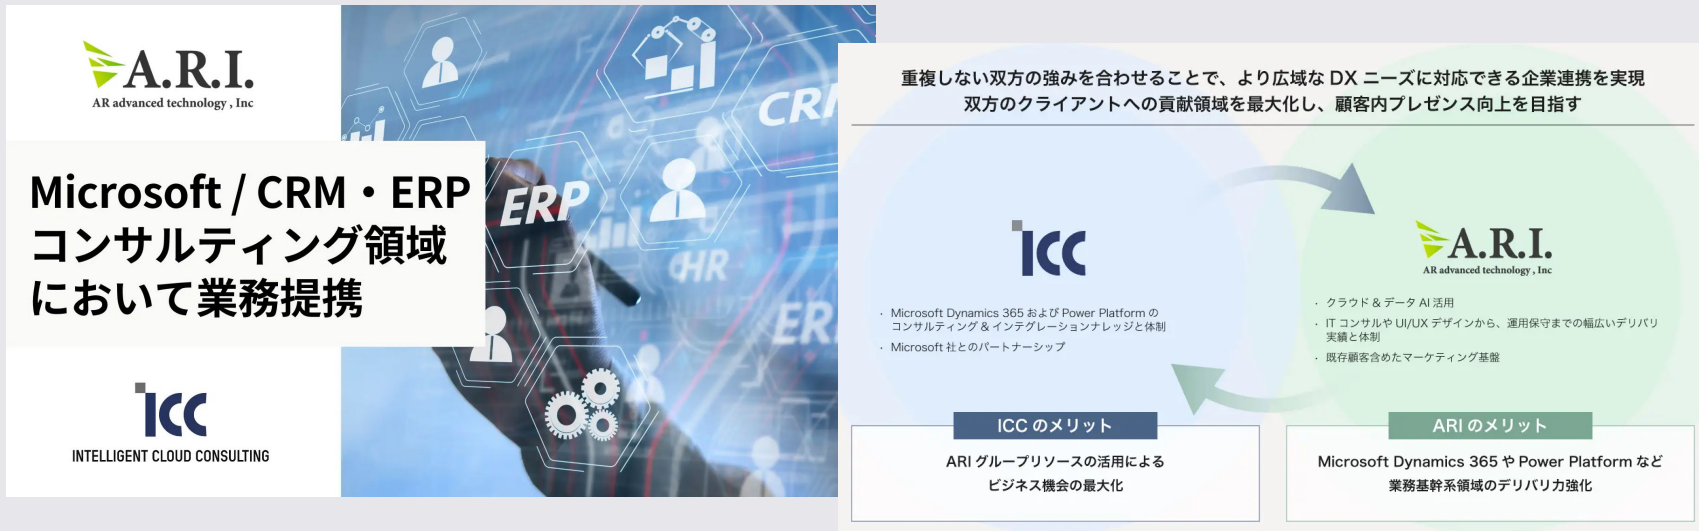 A.R.I.
AR advanced technology , Inc
Microsoft / CRM・ERP
コンサルティング領域
において業務提携
ICC
INTELLIGENT CLOUD CONSULTING
CRM
ERP
HR
ER
重複しない双方の強みを合わせることで、より広域な DX ニーズに対応できる企業連携を実現
双方のクライアントへの貢献領域を最大化し、顧客内プレゼンス向上を目指す
ICC
・ Microsoft Dynamics 365 および Power Platform の
コンサルティング & インテグレーションナレッジと体制
・ Microsoft 社とのパートナーシップ
A.R.I.
AR advanced technology , Inc
・ クラウド & データ AI 活用
・ IT コンサルや UI/UX デザインから、運用保守までの幅広いデリバリ
実績と体制
・ 既存顧客含めたマーケティング基盤
ICC のメリット
ARI グループリソースの活用による
ビジネス機会の最大化
ARI のメリット
Microsoft Dynamics 365 や Power Platform など
業務基幹系領域のデリバリ力強化